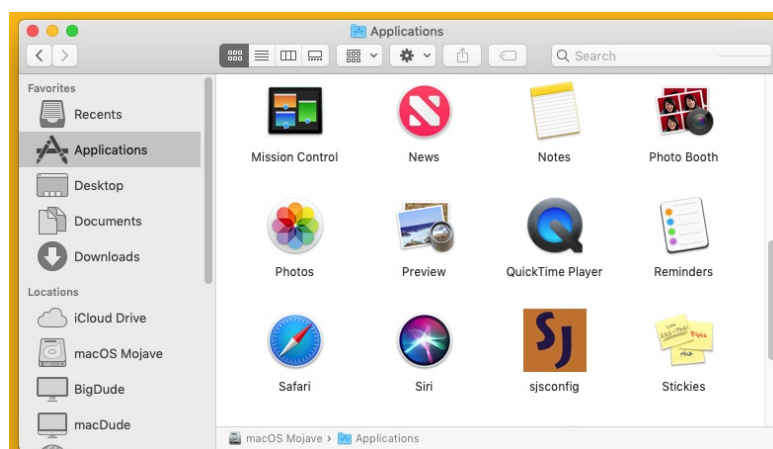 Applications
Search
Favorites
Recents
Applications
Desktop
Documents
Downloads
Locations
iCloud Drive
macOS Mojave
BigDude
macDude
Mission Control
News
Notes
Photo Booth
Photos
Preview
QuickTime Player
Reminders
Safari
Siri
SJ
sjsconfig
Stickies
macOS Mojave › Applications